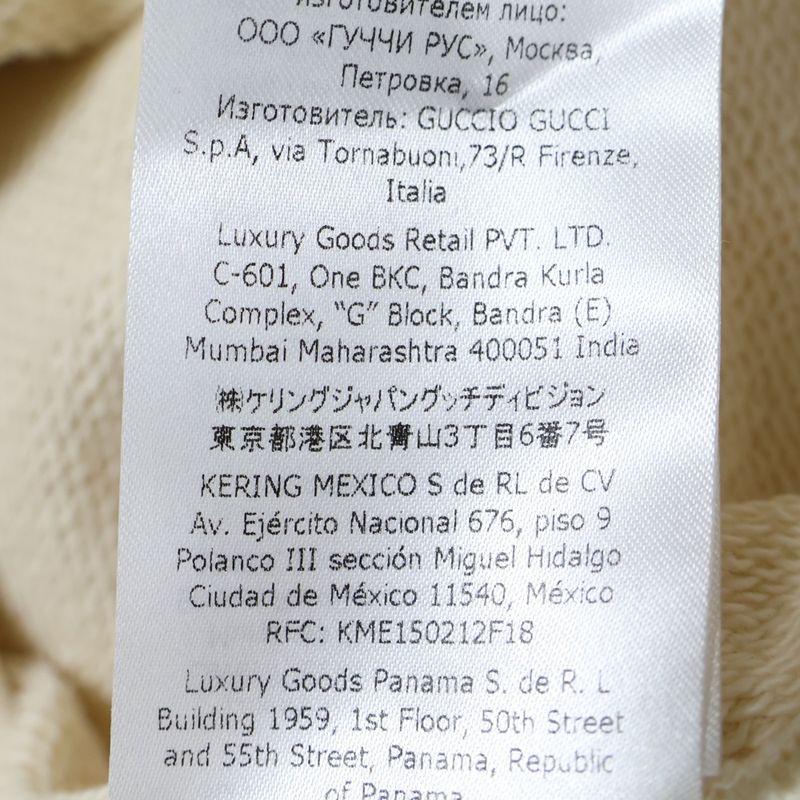 изготовителем лицо:
ООО «ГУЧЧИ РУС», Москва,
Петровка, 16
Изготовитель: GUCCIO GUCCI
S.p.A, via Tornabuoni,73/R Firenze,
Italia
Luxury Goods Retail PVT. LTD.
C-601, One BKC, Bandra Kurla
Complex, “G” Block, Bandra (E)
Mumbai Maharashtra 400051 India
㈱ケリングジャパングッチディビジョン
東京都港区北青山3丁目6番7号
KERING MEXICO S de RL de CV
Av. Ejército Nacional 676, piso 9
Polanco III sección Miguel Hidalgo
Ciudad de México 11540, México
RFC: KME150212F18
Luxury Goods Panama S. de R. L
Building 1959, 1st Floor, 50th Street
and 55th Street, Panama, Republic
of Panama